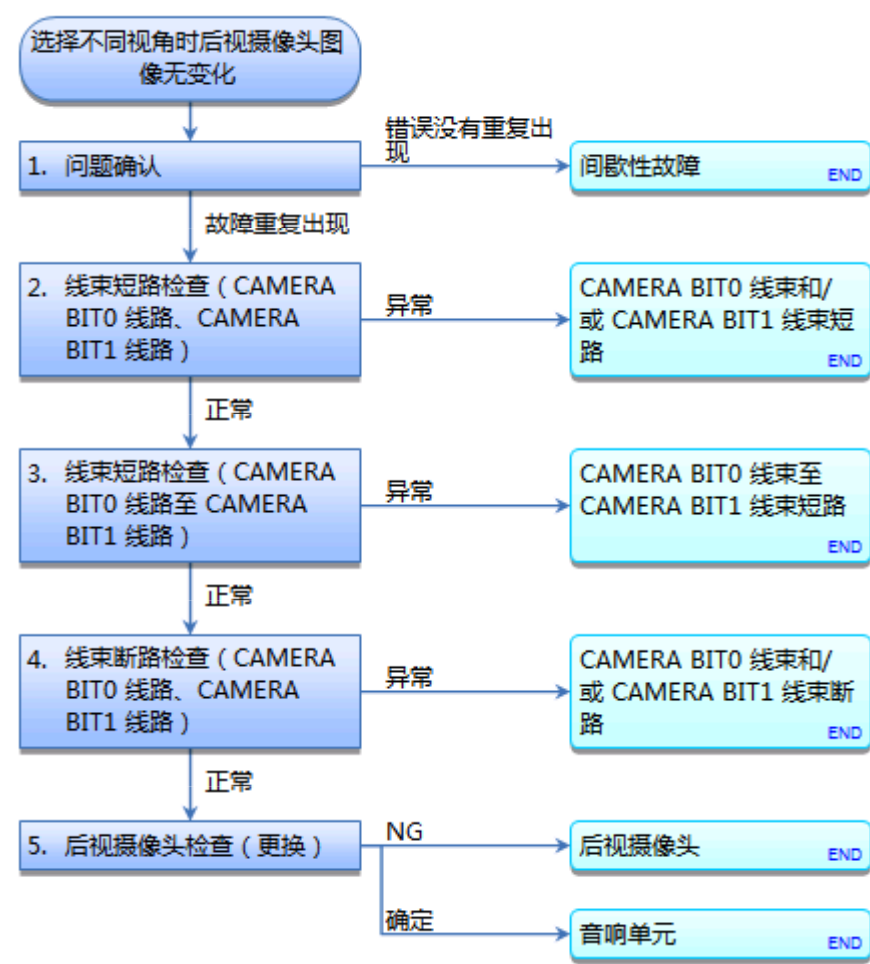 选择不同视角时后视摄像头图
像无变化
错误没有重复出
现
1. 问题确认
间歇性故障
END
故障重复出现
2. 线束短路检查（CAMERA
BIT0 线路、CAMERA
BIT1 线路）
异常
CAMERA BIT0 线束和/
或 CAMERA BIT1 线束短
路
END
正常
3. 线束短路检查（CAMERA
BIT0 线路至 CAMERA
BIT1 线路）
异常
CAMERA BIT0 线束至
CAMERA BIT1 线束短路
END
正常
4. 线束断路检查（CAMERA
BIT0 线路、CAMERA
BIT1 线路）
异常
CAMERA BIT0 线束和/
或 CAMERA BIT1 线束断
路
END
正常
5. 后视摄像头检查（更换）
NG
后视摄像头
END
确定
音响单元
END